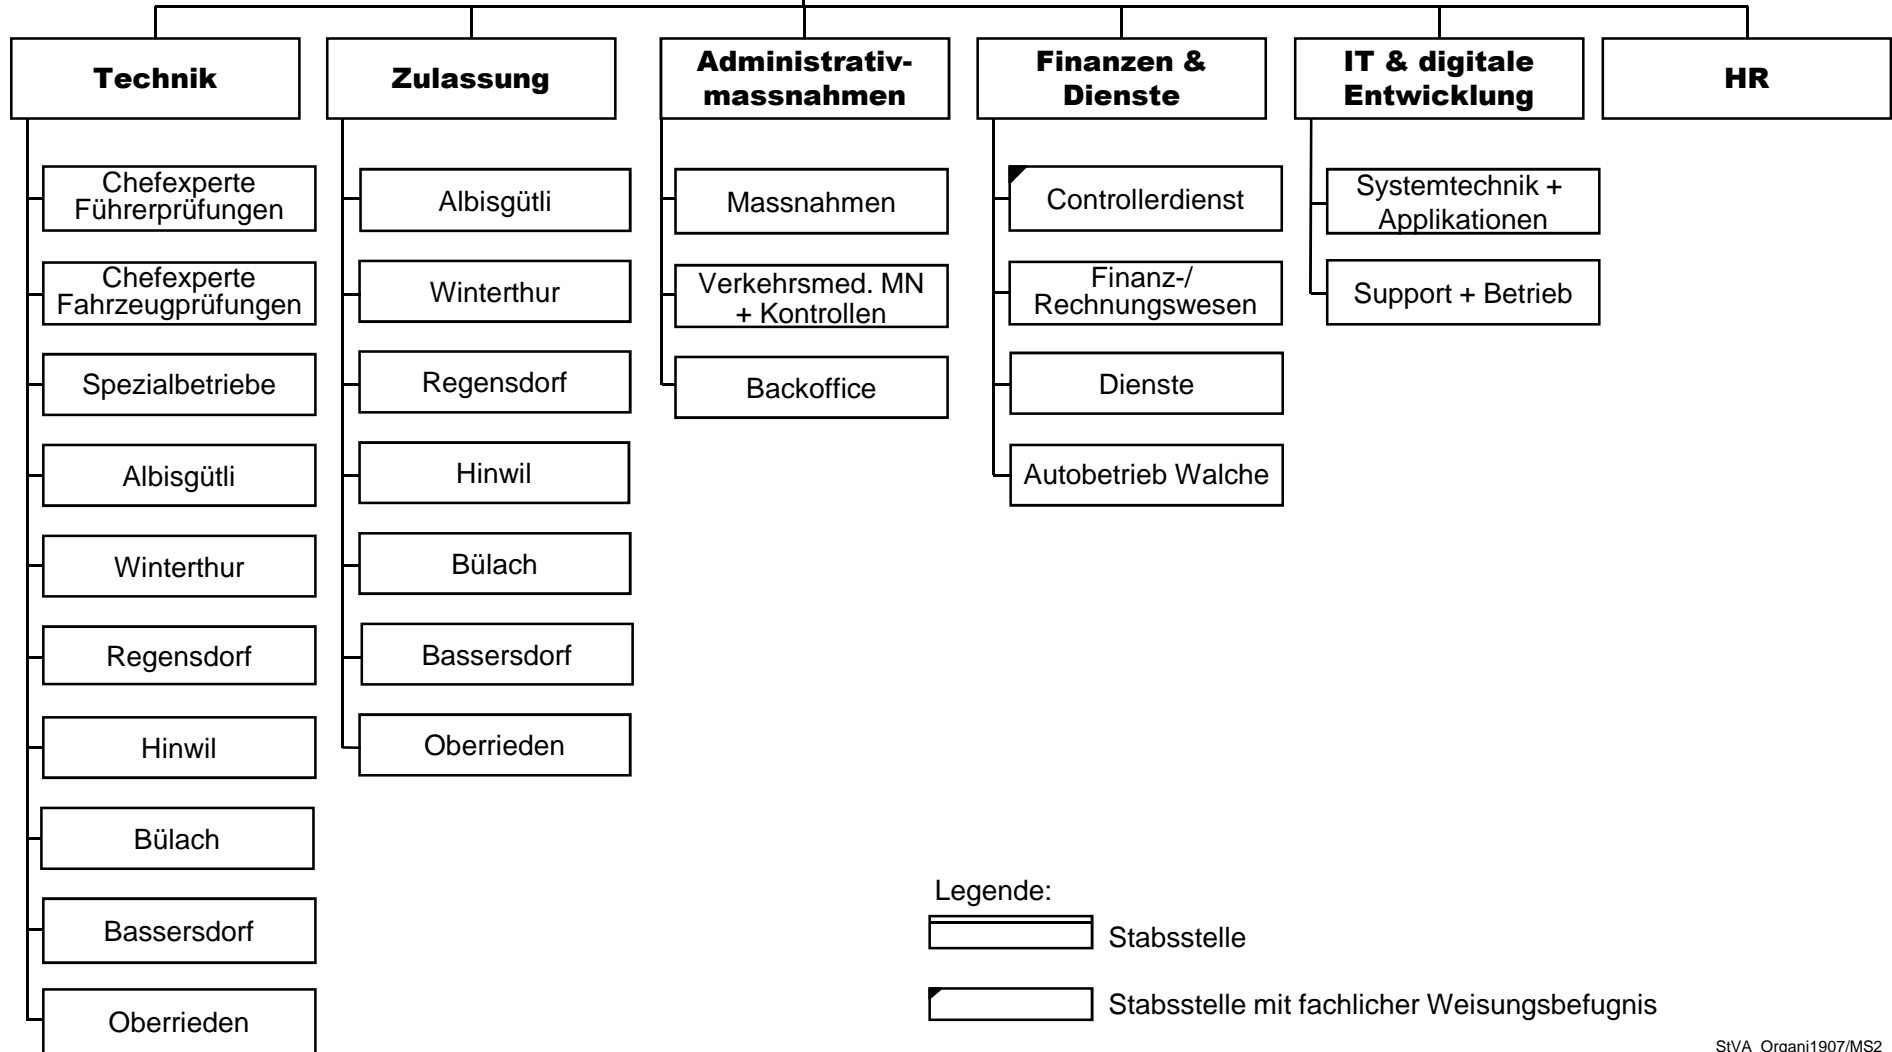 Technik
Zulassung
Administrativ-
massnahmen
Finanzen &
Dienste
IT & digitale
Entwicklung
HR
Chefexperte
Führerprüfungen
Chefexperte
Fahrzeugprüfungen
Spezialbetriebe
Albisgütli
Winterthur
Regensdorf
Hinwil
Bülach
Bassersdorf
Oberrieden
Albisgütli
Winterthur
Regensdorf
Hinwil
Bülach
Bassersdorf
Oberrieden
Massnahmen
Verkehrsmed. MN
+ Kontrollen
Backoffice
Controllerdienst
Finanz-/
Rechnungswesen
Dienste
Autobetrieb Walche
Systemtechnik +
Applikationen
Support + Betrieb
Legende:
Stabsstelle
Stabsstelle mit fachlicher Weisungsbefugnis
StVA_Organi1907/MS2